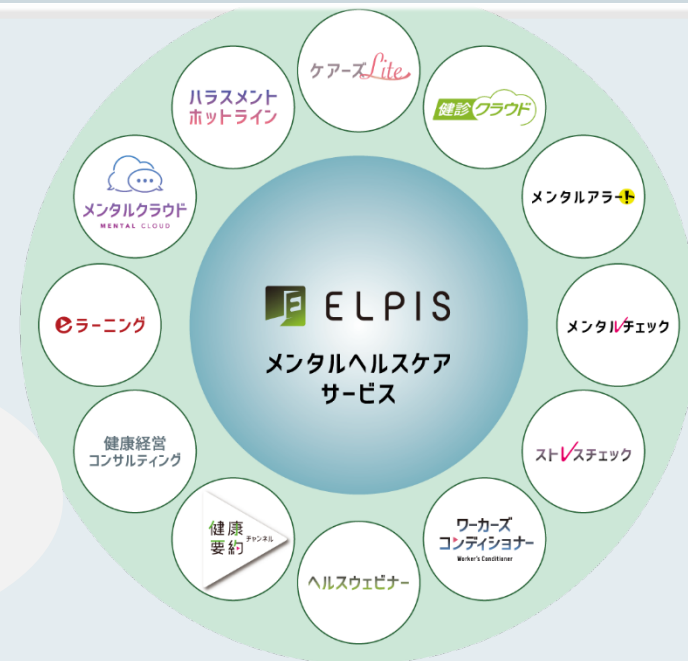 ケアーズLite
健診クラウド
メンタルアラート
メンタルチェック
ストレスチェック
ワーカーズ
コンディショナー
Worker's Conditioner
ヘルスウェビナー
健康
要約
チャンネル
健康経営
コンサルティング
eラーニング
メンタルクラウド
MENTAL CLOUD
ハラスメント
ホットライン
ELPIS
メンタルヘルスケア
サービス